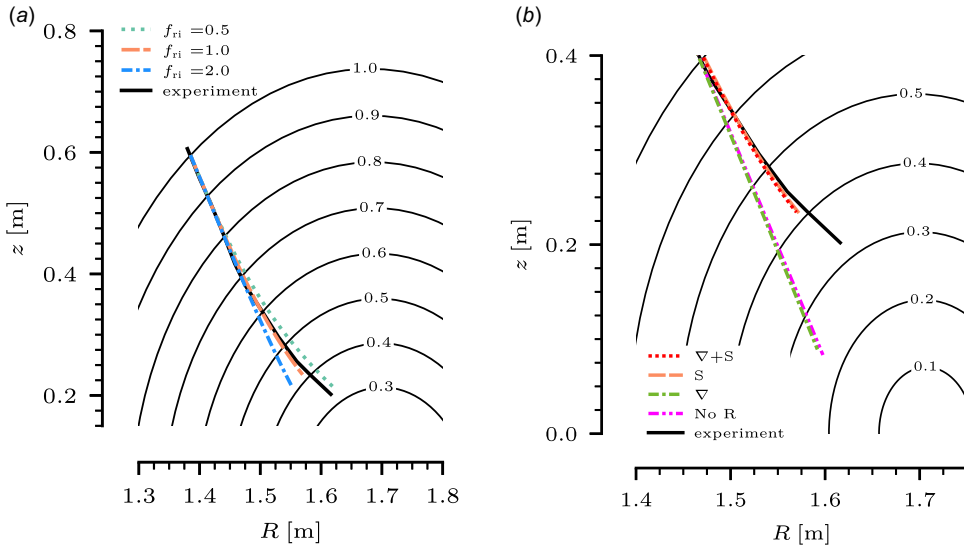 (a)
0.8
0.6
0.4
0.2
z [m]
f_ri =0.5
f_ri =1.0
f_ri =2.0
experiment
1.0
0.9
0.8
0.7
0.6
0.5
0.4
0.3
1.3 1.4 1.5 1.6 1.7 1.8
R [m]
(b)
0.4
0.2
0.0
z [m]
0.5
0.4
0.3
0.2
0.1
∇+S
S
∇
No R
experiment
1.4 1.5 1.6 1.7
R [m]